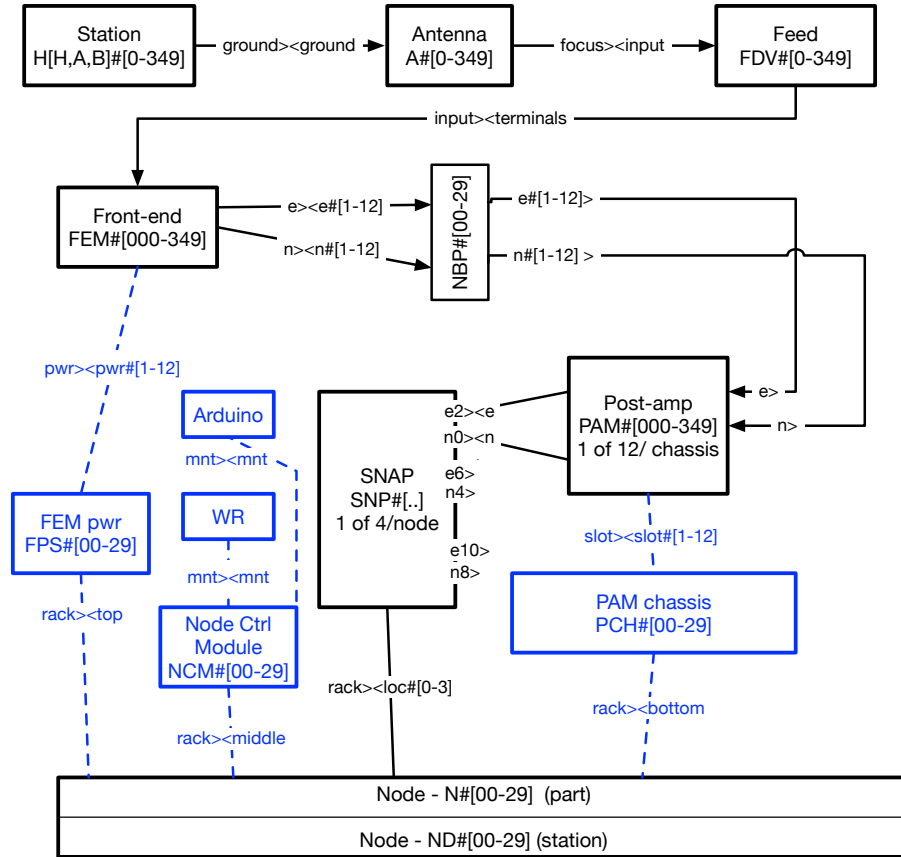 Station
H[H,A,B]#[0-349]
ground><ground
Antenna
A#[0-349]
focus><input
Feed
FDV#[0-349]
input><terminals
Front-end
FEM#[000-349]
e><e#[1-12]
n><n#[1-12]
NBP#[00-29]
e#[1-12]>
n#[1-12] >
pwr><pwr#[1-12]
Arduino
mnt><mnt
WR
mnt><mnt
FEM pwr
FPS#[00-29]
rack><top
Node Ctrl
Module
NCM#[00-29]
rack><middle
SNAP
SNP#[..]
1 of 4/node
e2><e
n0><n
e6>
n4>
e10>
n8>
rack><loc#[0-3]
Post-amp
PAM#[000-349]
1 of 12/ chassis
e>
n>
slot><slot#[1-12]
PAM chassis
PCH#[00-29]
rack><bottom
Node - N#[00-29]  (part)
Node - ND#[00-29] (station)